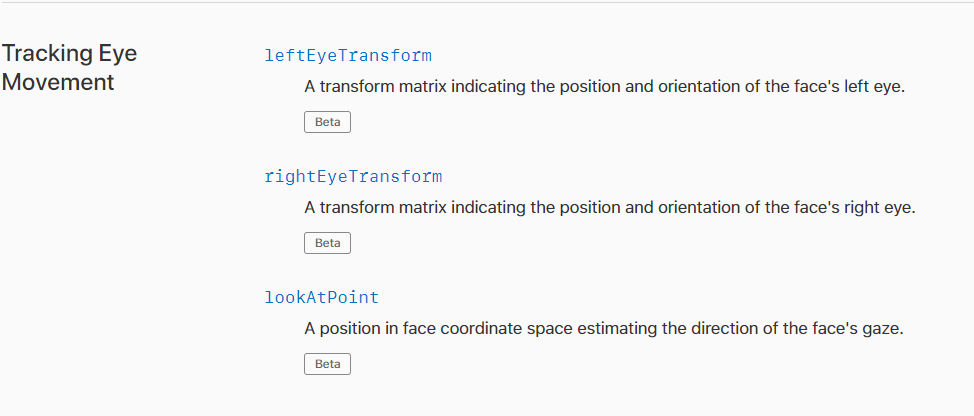 Tracking Eye
Movement
leftEyeTransform
A transform matrix indicating the position and orientation of the face's left eye.
Beta
rightEyeTransform
A transform matrix indicating the position and orientation of the face's right eye.
Beta
lookAtPoint
A position in face coordinate space estimating the direction of the face's gaze.
Beta